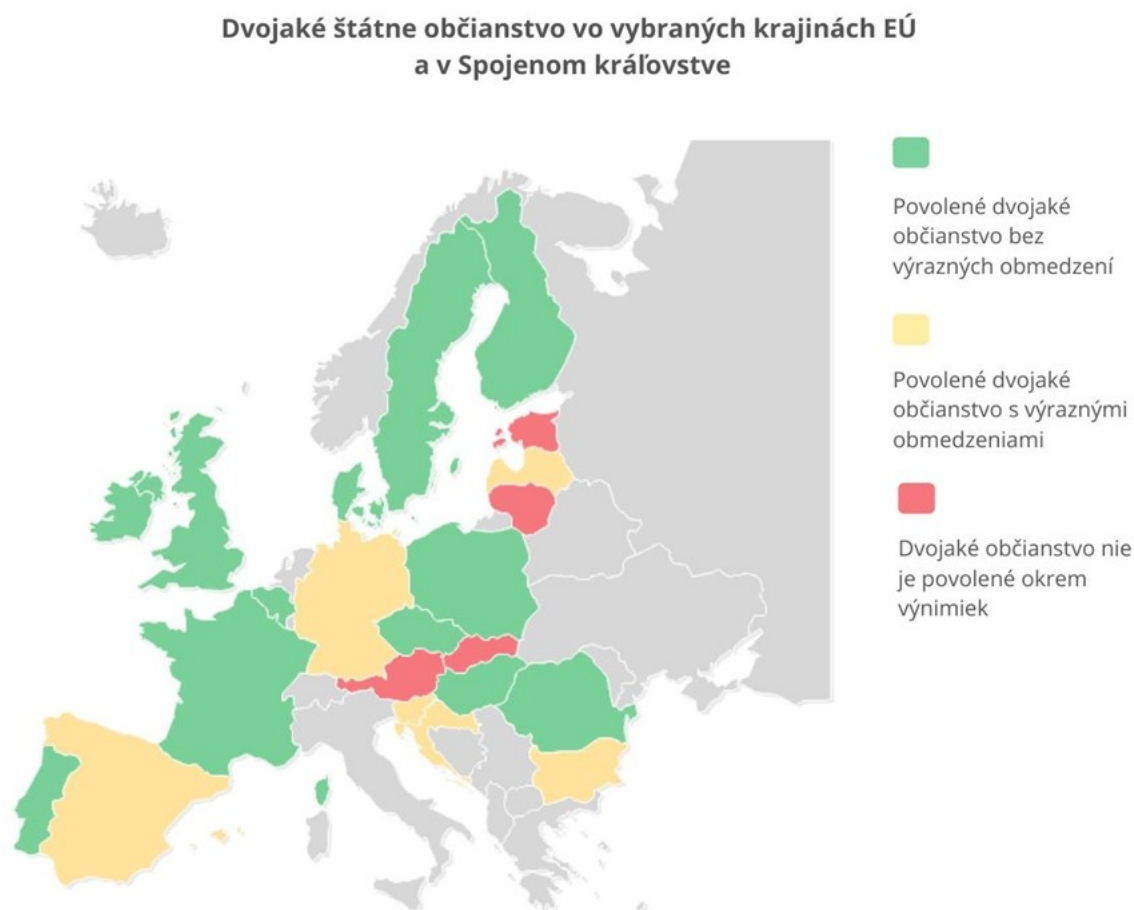 Dvojaké štátne občianstvo vo vybraných krajinách EÚ
a v Spojenom kráľovstve
Povolené dvojaké
občianstvo bez
výrazných obmedzení
Povolené dvojaké
občianstvo s výraznými
obmedzeniami
Dvojaké občianstvo nie
je povolené okrem
výnimiek